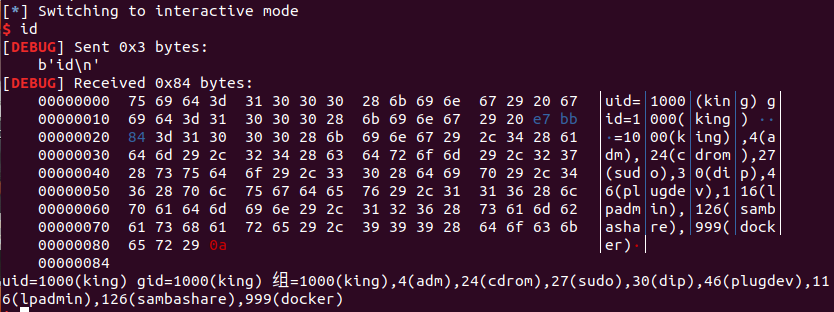 [*] Switching to interactive mode
$ id
[DEBUG] Sent 0x3 bytes:
    b'id\n'
[DEBUG] Received 0x84 bytes:
    00000000  75 69 64 3d  31 30 30 30  28 6b 69 6e  67 29 20 67  │uid=│1000│(kin│g) g│
    00000010  69 64 3d 31  30 30 30 28  6b 69 6e 67  29 20 e7 bb  │id=1│000(│king│) ··│
    00000020  84 3d 31 30  30 30 28 6b  69 6e 67 29  2c 34 28 61  │·=10│00(k│ing)│,4(a│
    00000030  64 6d 29 2c  32 34 28 63  64 72 6f 6d  29 2c 32 37  │dm),│24(c│drom│),27│
    00000040  28 73 75 64  6f 29 2c 33  30 28 64 69  70 29 2c 34  │(sud│o),3│0(di│p),4│
    00000050  36 28 70 6c  75 67 64 65  76 29 2c 31  31 36 28 6c  │6(pl│ugde│v),1│16(l│
    00000060  70 61 64 6d  69 6e 29 2c  31 32 36 28  73 61 6d 62  │padm│in),│126(│samb│
    00000070  61 73 68 61  72 65 29 2c  39 39 39 28  64 6f 63 6b  │asha│re),│999(│dock│
    00000080  65 72 29 0a  │er)·│
    00000084
uid=1000(king) gid=1000(king) 组=1000(king),4(adm),24(cdrom),27(sudo),30(dip),46(plugdev),11
6(lpadmin),126(sambashare),999(docker)